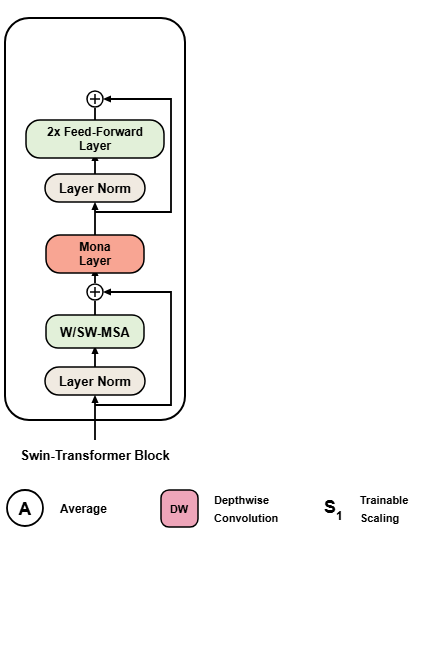 2x Feed-Forward
Layer
Layer Norm
Mona
Layer
W/SW-MSA
Layer Norm
Swin-Transformer Block
A Average
DW Depthwise
Convolution
S1 Trainable
Scaling